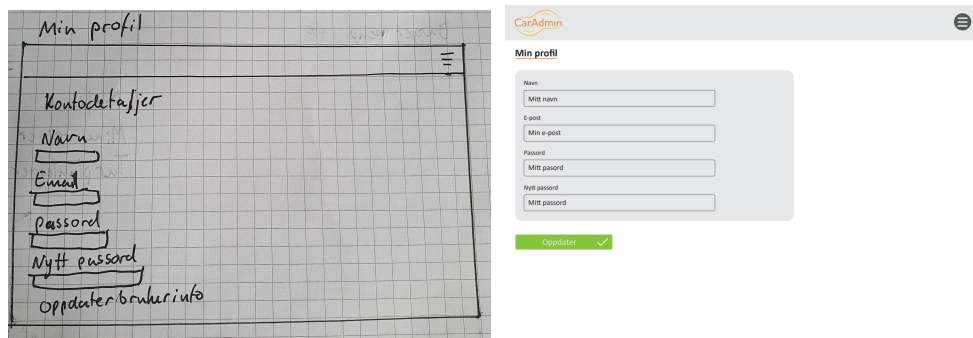 Min profil
Kontodetaljer
Navn
Email
Passord
Nytt passord
Oppdater brukerinfo
CarAdmin
Min profil
Navn
Mitt navn
E-post
Min e-post
Passord
Mitt pasord
Nytt passord
Mitt passord
Oppdater